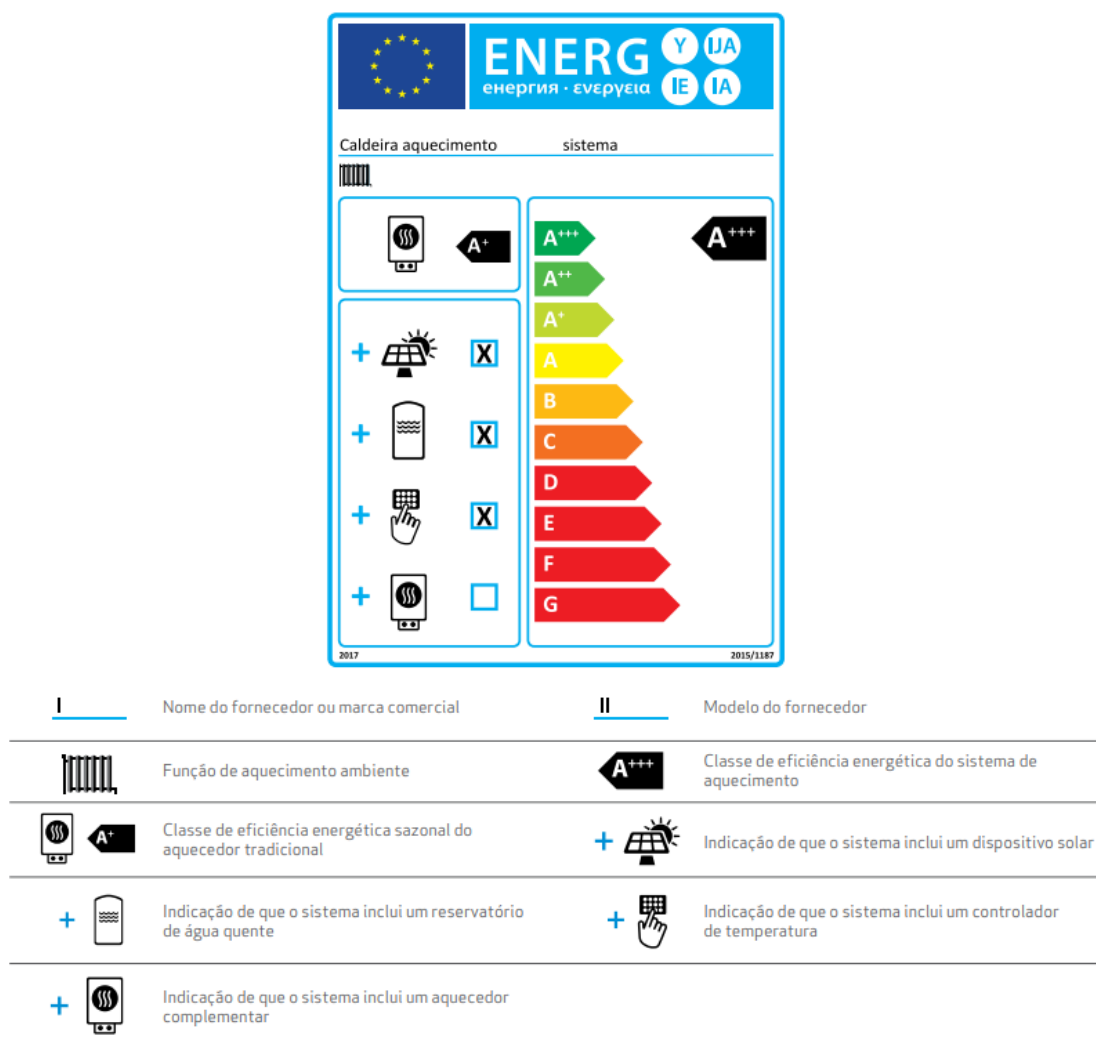 ENERG Y IJA
енергия · ενεργεια IE IA
Caldeira aquecimento sistema
A+
A+++
A+++
A++
A+
A
B
C
D
E
F
G
X
X
X
2017 2015/1187
I Nome do fornecedor ou marca comercial
II Modelo do fornecedor
Função de aquecimento ambiente
A+++ Classe de eficiência energética do sistema de
aquecimento
A+ Classe de eficiência energética sazonal do
aquecedor tradicional
+ Indicação de que o sistema inclui um dispositivo solar
+ Indicação de que o sistema inclui um reservatório
de água quente
+ Indicação de que o sistema inclui um controlador
de temperatura
+ Indicação de que o sistema inclui um aquecedor
complementar